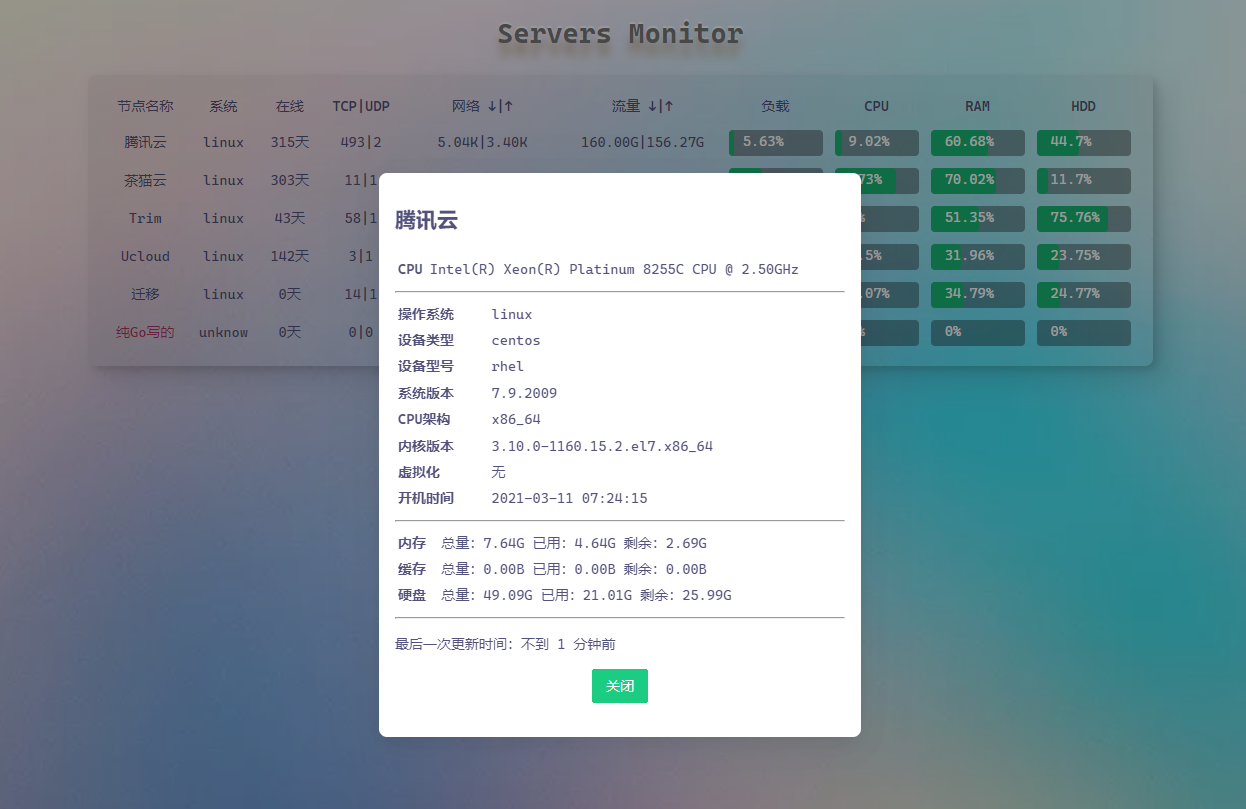 Servers Monitor
节点名称 系统 在线 TCP|UDP 网络 ↓|↑ 流量 ↓|↑ 负载 CPU RAM HDD
腾讯云 linux 315天 493|2 5.04K|3.40K 160.00G|156.27G 5.63% 9.02% 60.68% 44.7%
茶猫云 linux 303天 11|1 70.02% 11.7%
Trim linux 43天 58|1 51.35% 75.76%
Ucloud linux 142天 3|1 31.96% 23.75%
迁移 linux 0天 14|1 34.79% 24.77%
纯Go写的 unknow 0天 0|0 0% 0%
腾讯云
CPU Intel(R) Xeon(R) Platinum 8255C CPU @ 2.50GHz
操作系统 linux
设备类型 centos
设备型号 rhel
系统版本 7.9.2009
CPU架构 x86_64
内核版本 3.10.0-1160.15.2.el7.x86_64
虚拟化 无
开机时间 2021-03-11 07:24:15
内存 总量: 7.64G 已用: 4.64G 剩余: 2.69G
缓存 总量: 0.00B 已用: 0.00B 剩余: 0.00B
硬盘 总量: 49.09G 已用: 21.01G 剩余: 25.99G
最后一次更新时间: 不到 1 分钟前
关闭